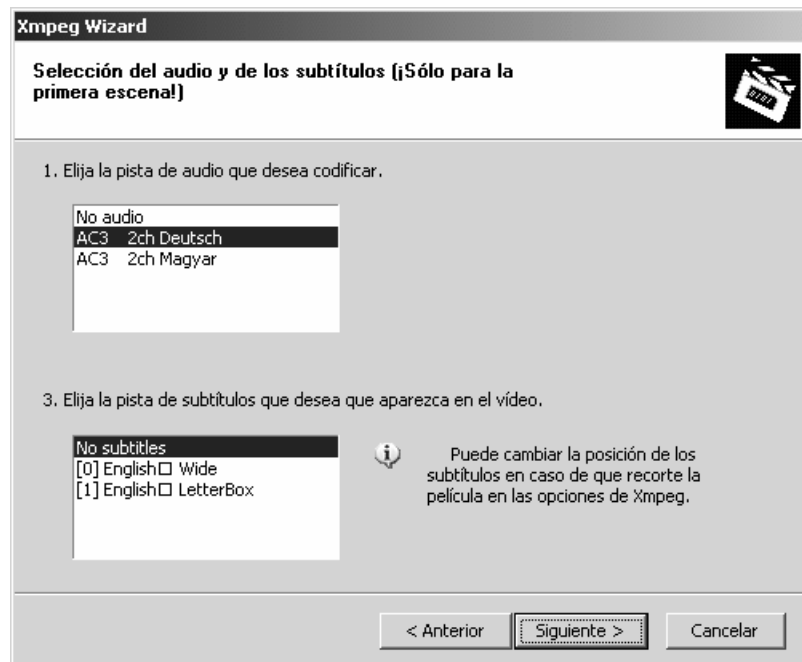 Xmpeg Wizard
Selección del audio y de los subtítulos (¡Sólo para la
primera escena!)
1. Elija la pista de audio que desea codificar.
No audio
AC3 2ch Deutsch
AC3 2ch Magyar
3. Elija la pista de subtítulos que desea que aparezca en el vídeo.
No subtitles
[0] English□ Wide
[1] English□ LetterBox
Puede cambiar la posición de los
subtítulos en caso de que recorte la
película en las opciones de Xmpeg.
< Anterior
Siguiente >
Cancelar